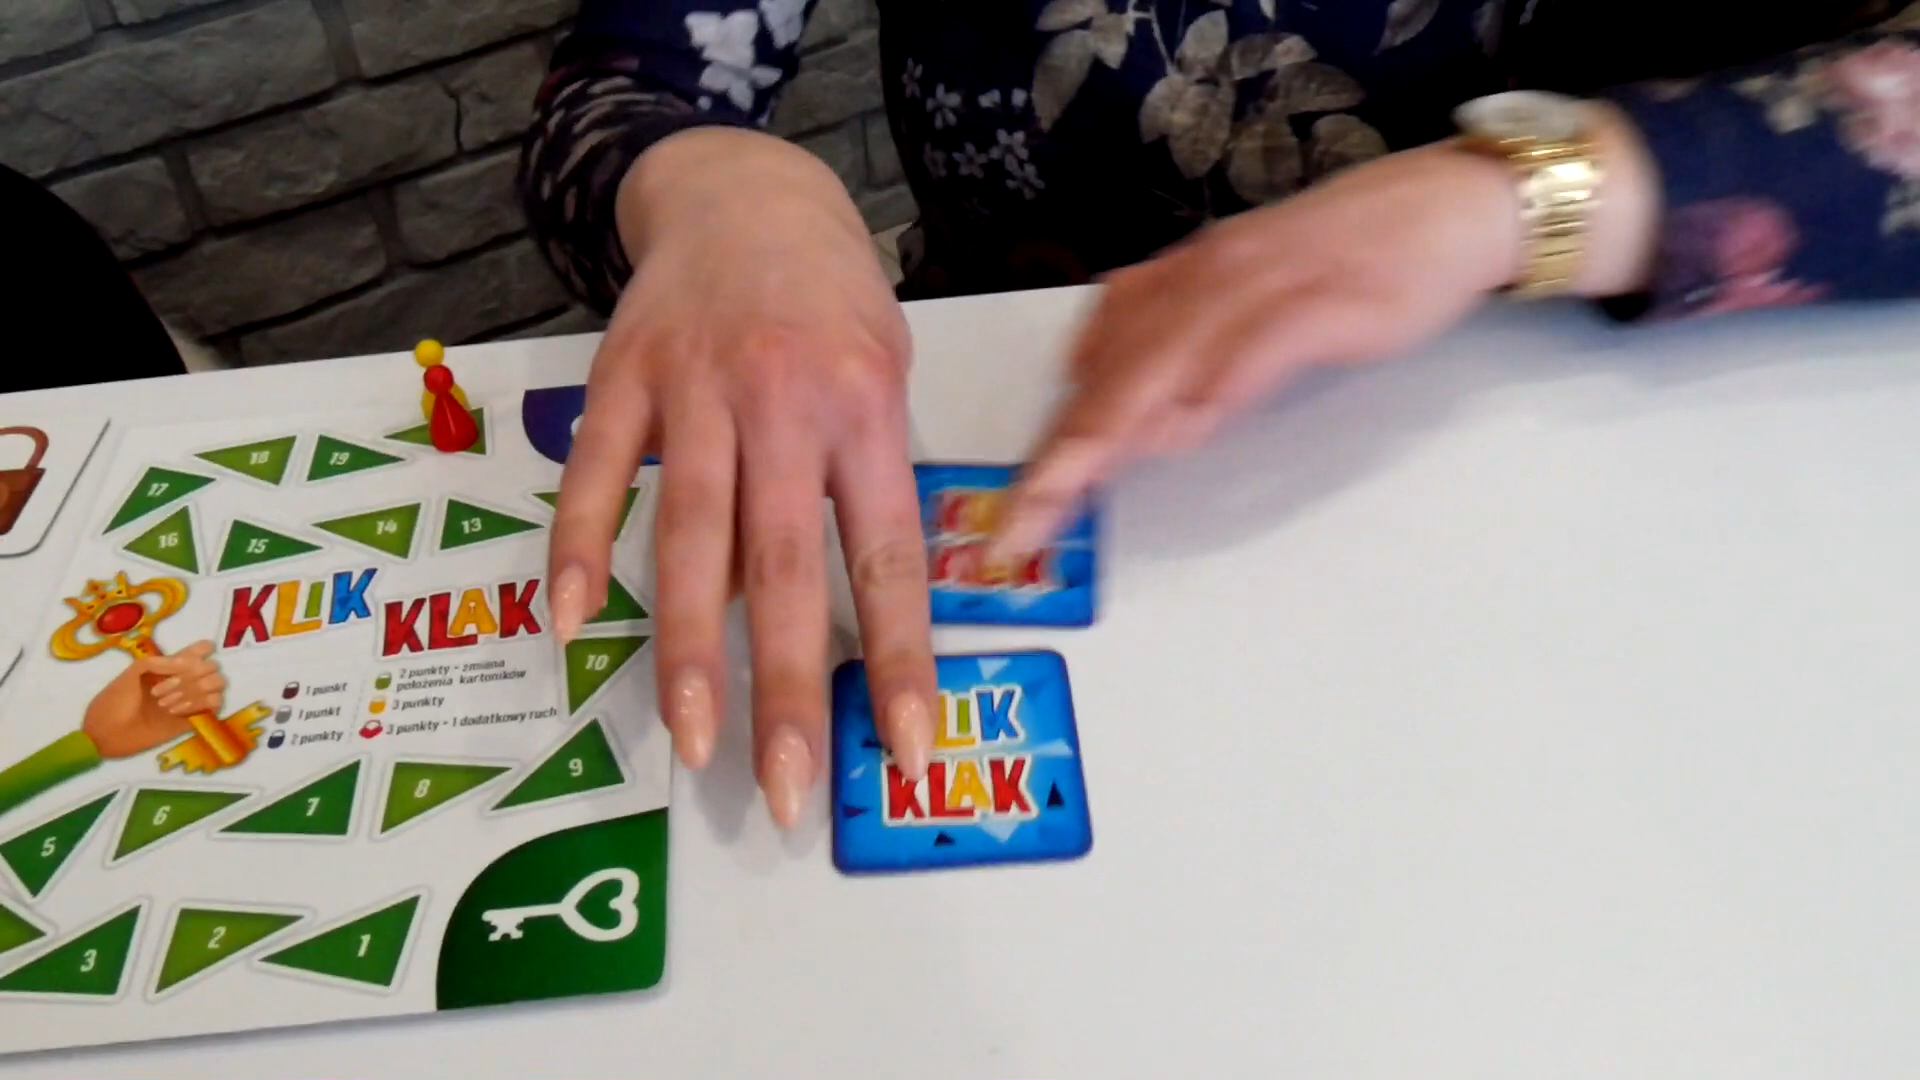 18
19
17
16
15
14
13
KLIK
KLAK
1 punkt
1 punkt
2 punkty
2 punkty - zmiana
położenia kartoników
3 punkty
3 punkty - 1 dodatkowy ruch
10
9
8
7
6
5
3
2
1
KLAK
LIK
KLAK